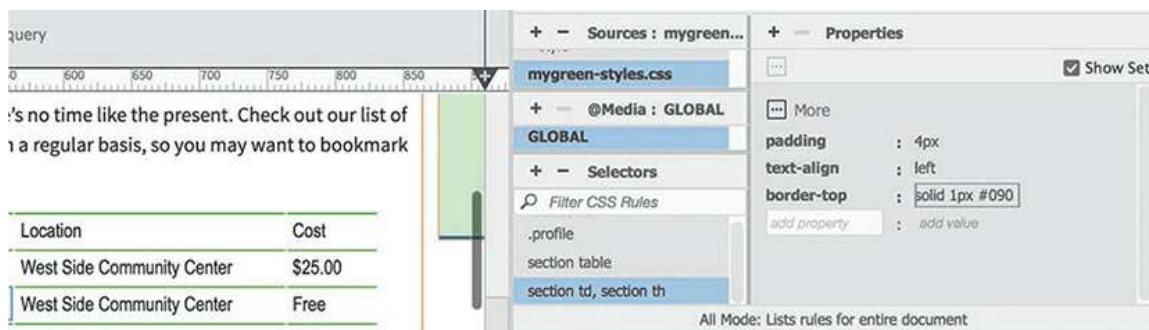 query
600 650 700 750 800 850
's no time like the present. Check out our list of
a regular basis, so you may want to bookmark
Location Cost
West Side Community Center $25.00
West Side Community Center Free
+ - Sources : mygreen...
mygreen-styles.css
+ - @Media : GLOBAL
GLOBAL
+ - Selectors
Filter CSS Rules
.profile
section table
section td, section th
+ - Properties
Show Set
More
padding : 4px
text-align : left
border-top : solid 1px #090
add property : add value
All Mode: Lists rules for entire document